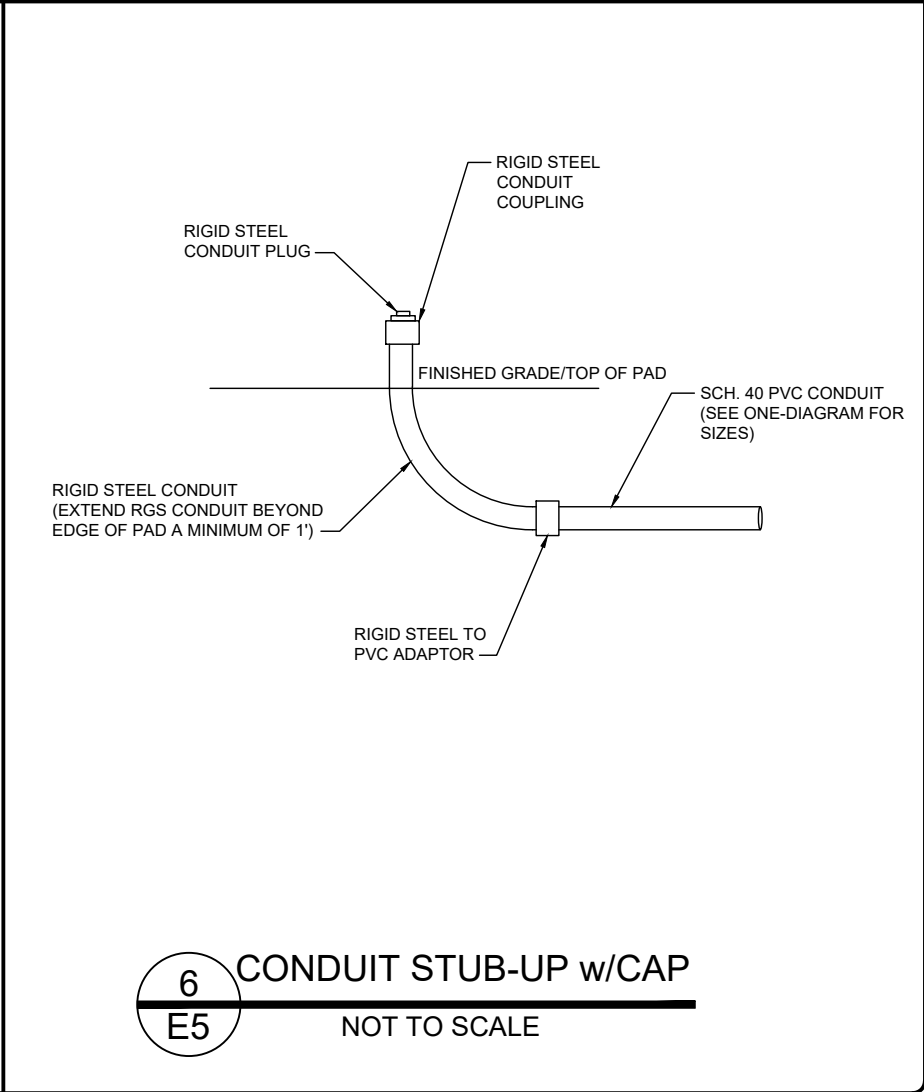 RIGID STEEL
CONDUIT
COUPLING
RIGID STEEL
CONDUIT PLUG
FINISHED GRADE/TOP OF PAD
SCH. 40 PVC CONDUIT
(SEE ONE-DIAGRAM FOR
SIZES)
RIGID STEEL CONDUIT
(EXTEND RGS CONDUIT BEYOND
EDGE OF PAD A MINIMUM OF 1')
RIGID STEEL TO
PVC ADAPTOR
6
CONDUIT STUB-UP w/CAP
E5
NOT TO SCALE